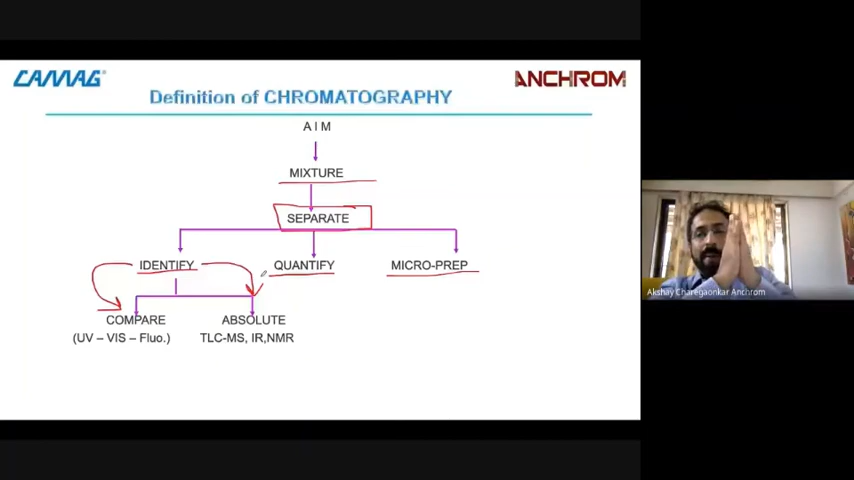 CAMAG®
ANCHROM
Definition of CHROMATOGRAPHY
A I M
MIXTURE
SEPARATE
IDENTIFY
QUANTIFY
MICRO-PREP
COMPARE
ABSOLUTE
(UV – VIS – Fluo.)
TLC-MS, IR,NMR
Akshay Charegaonkar Anchrom